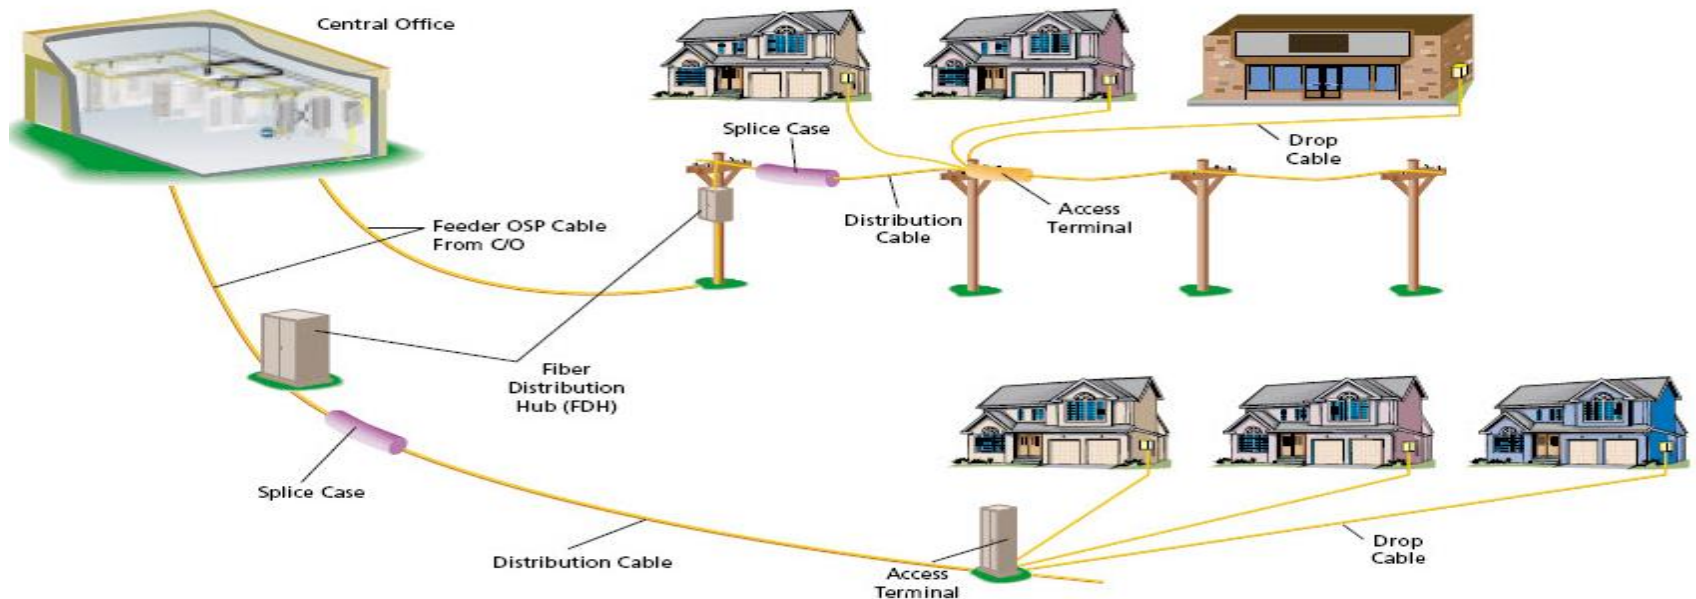 Central Office
Splice Case
Drop
Cable
Distribution
Cable
Access
Terminal
Feeder OSP Cable
From C/O
Fiber
Distribution
Hub (FDH)
Splice Case
Distribution Cable
Access
Terminal
Drop
Cable